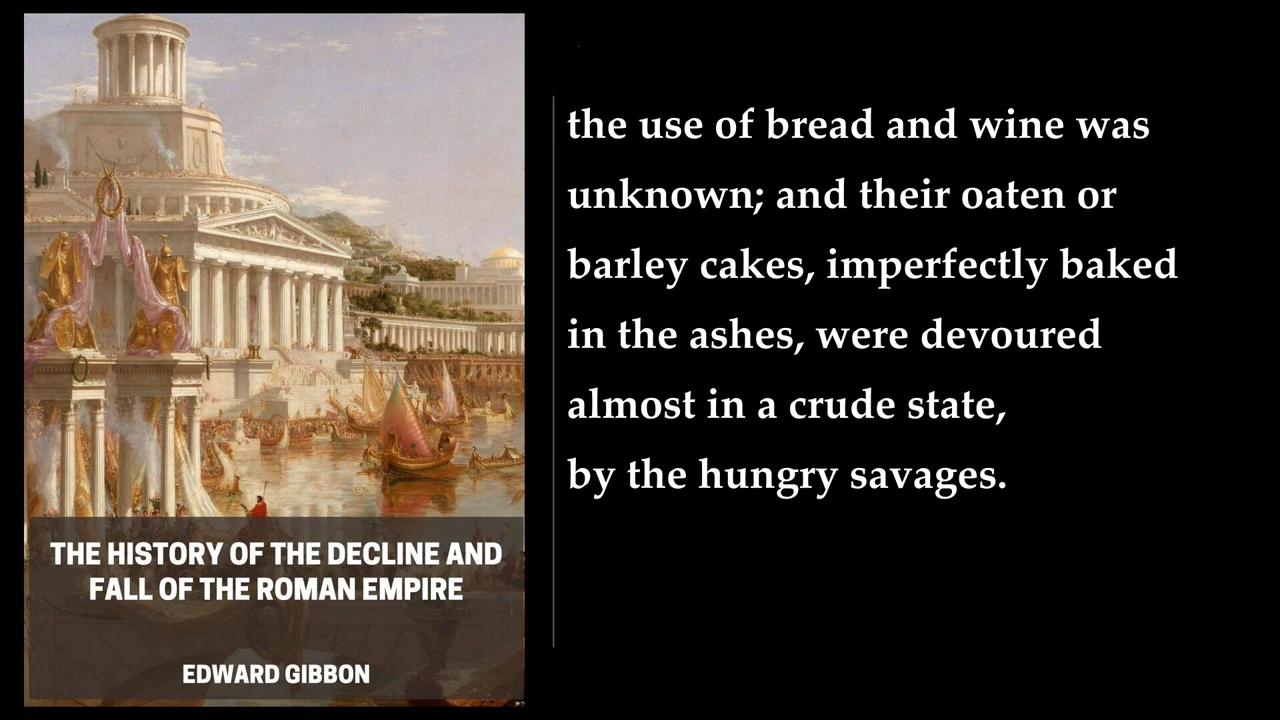 the use of bread and wine was
unknown; and their oaten or
barley cakes, imperfectly baked
in the ashes, were devoured
almost in a crude state,
by the hungry savages.
THE HISTORY OF THE DECLINE AND
FALL OF THE ROMAN EMPIRE
EDWARD GIBBON